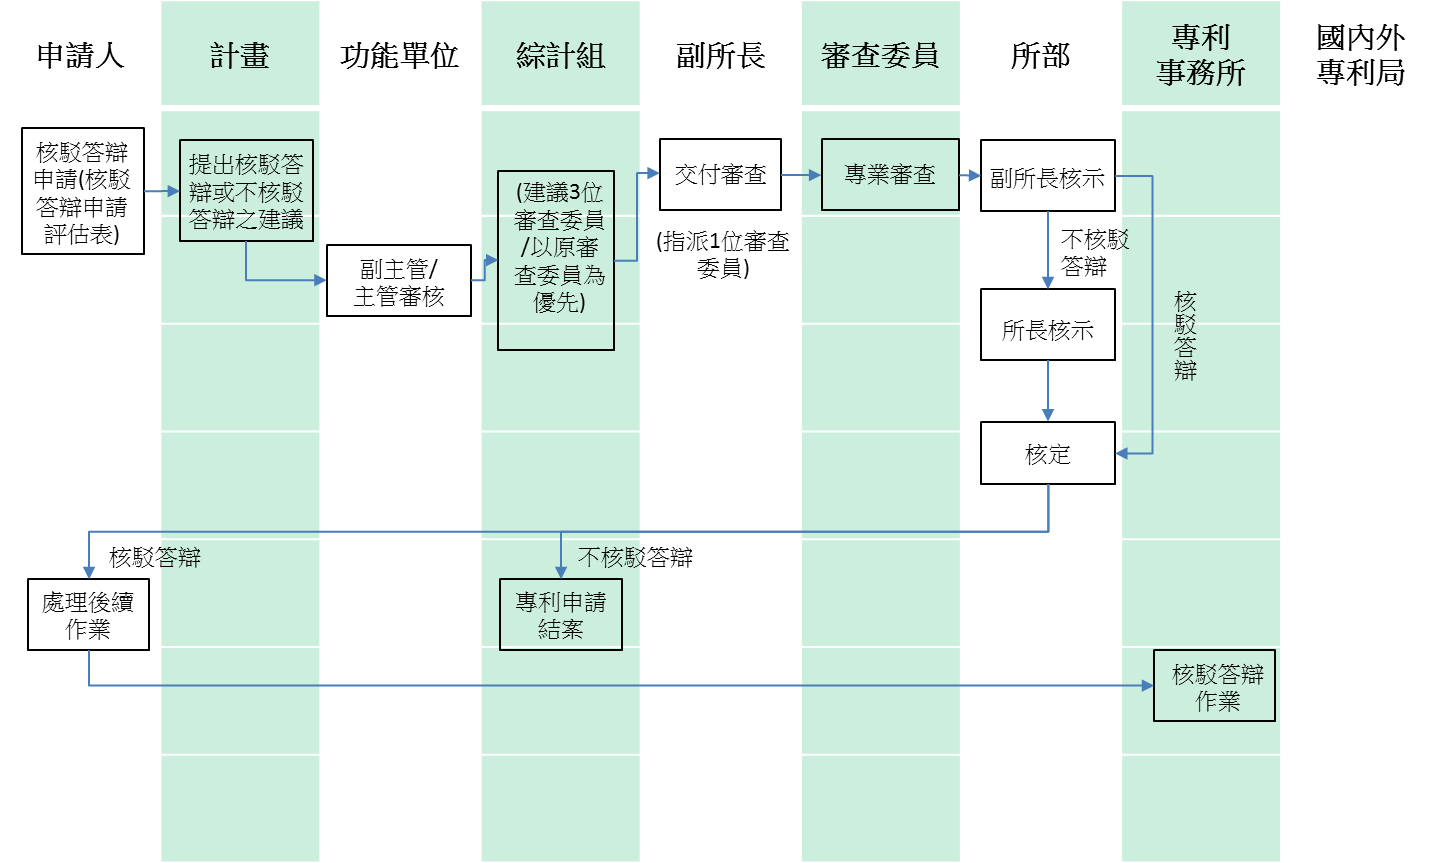 申請人
計畫
功能單位
綜計組
副所長
審查委員
所部
專利
事務所
國內外
專利局
核駁答辯
申請(核駁
答辯申請
評估表)
提出核駁答
辯或不核駁
答辯之建議
副主管/
主管審核
(建議3位
審查委員
/以原審
查委員為
優先)
交付審查
(指派1位審查
委員)
專業審查
副所長核示
不核駁
答辯
所長核示
核駁答辯
核定
核駁答辯
不核駁答辯
處理後續
作業
專利申請
結案
核駁答辯
作業